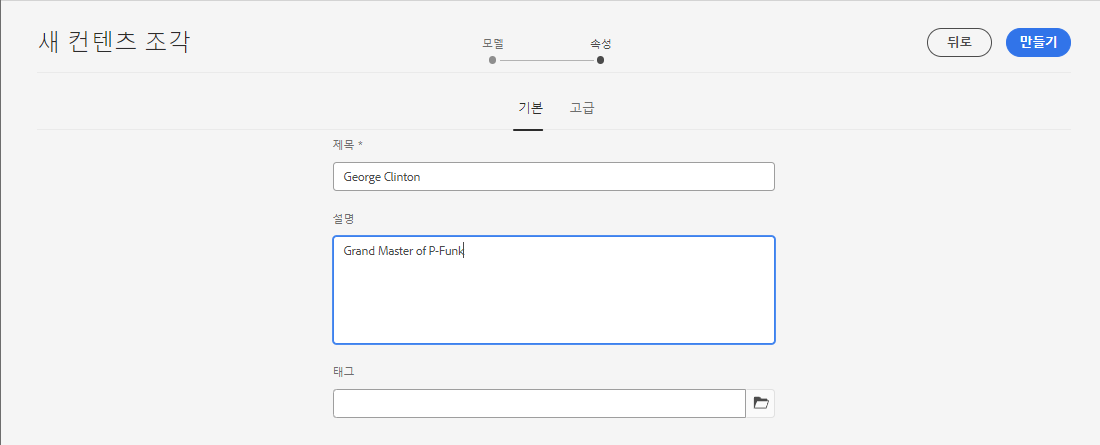 새 컨텐츠 조각
모델
속성
뒤로
만들기
기본
고급
제목 *
George Clinton
설명
Grand Master of P-Funk
태그